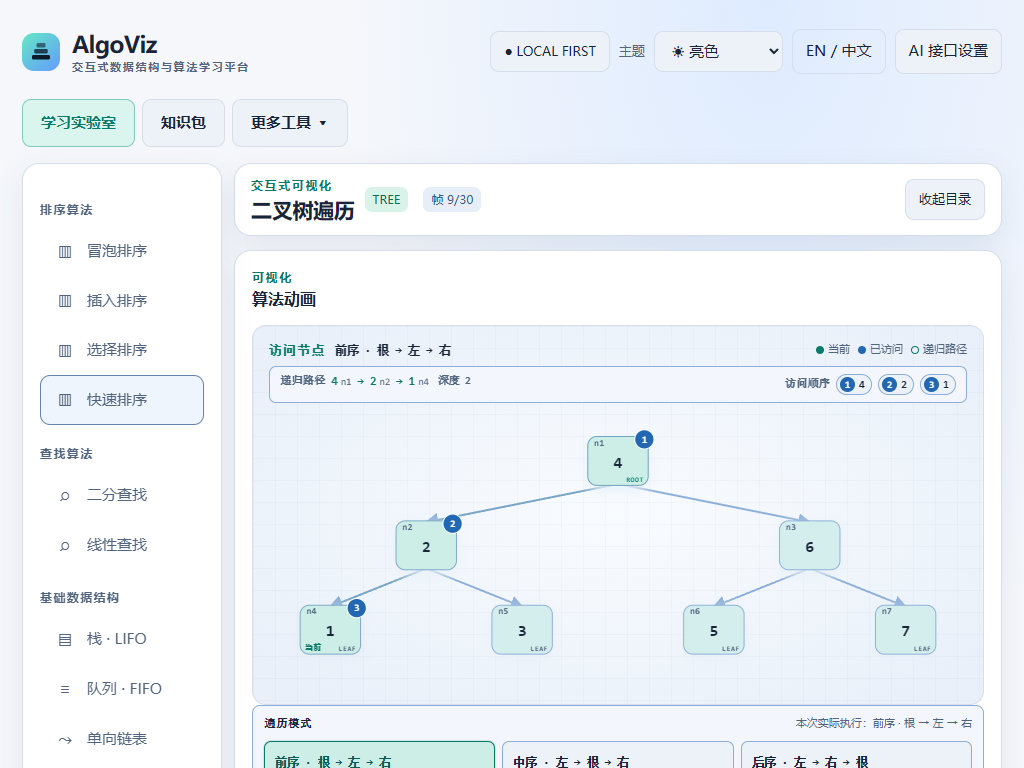 AlgoViz
交互式数据结构与算法学习平台
● LOCAL FIRST
主题
☀ 亮色
EN / 中文
AI 接口设置
学习实验室
知识包
更多工具 ▾
排序算法
▥ 冒泡排序
▥ 插入排序
▥ 选择排序
▥ 快速排序
查找算法
⌕ 二分查找
⌕ 线性查找
基础数据结构
▤ 栈 · LIFO
≡ 队列 · FIFO
⤳ 单向链表
交互式可视化
二叉树遍历
TREE
帧 9/30
收起目录
可视化
算法动画
访问节点 前序 · 根 → 左 → 右
当前 已访问 递归路径
递归路径 4 n1 → 2 n2 → 1 n4 深度 2
访问顺序 1 4 2 2 3 1
n1 1
4
ROOT
n2 2
2
n3
6
n4 3
1
当前 LEAF
n5
3
LEAF
n6
5
LEAF
n7
7
LEAF
遍历模式
本次实际执行：前序 · 根 → 左 → 右
前序 · 根 → 左 → 右
中序 · 左 → 根 → 右
后序 · 左 → 右 → 根